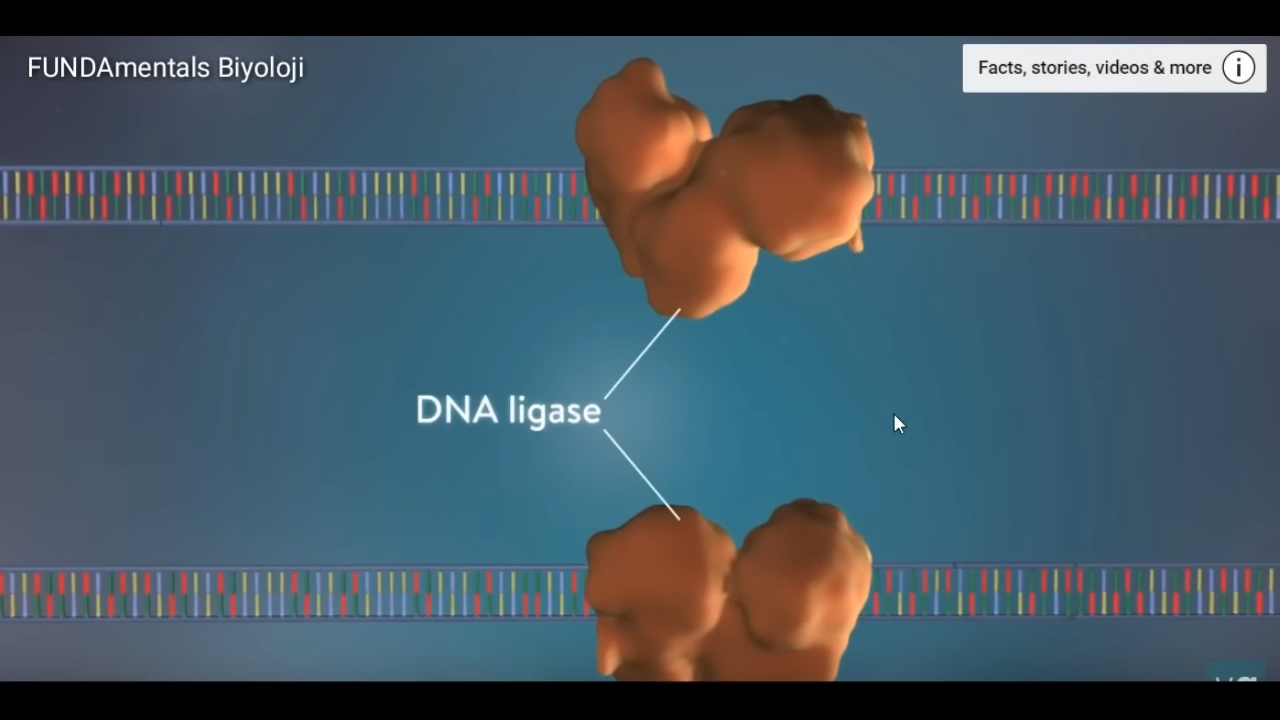 FUNDAmentals Biyoloji
Facts, stories, videos & more
DNA ligase